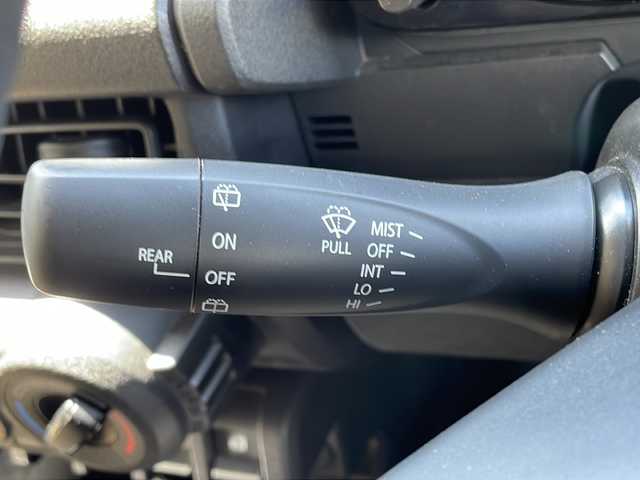 REAR
ON
OFF
PULL
MIST
OFF
INT
LO
HI